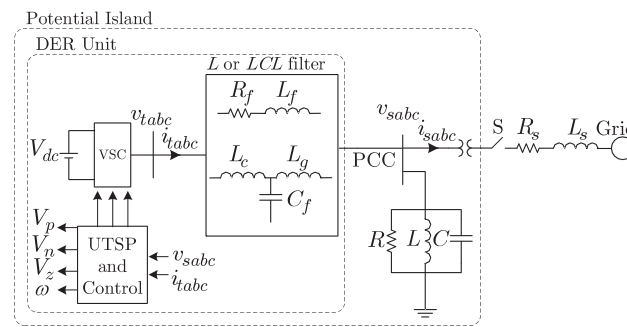 Potential Island
DER Unit
L or LCL filter
R_f L_f
v_tabc
i_tabc
v_sabc
i_sabc
S R_s L_s Grid
V_dc
VSC
L_c L_g
C_f
PCC
V_p
V_n
V_z
ω
UTSP
and
Control
v_sabc
i_tabc
R L C